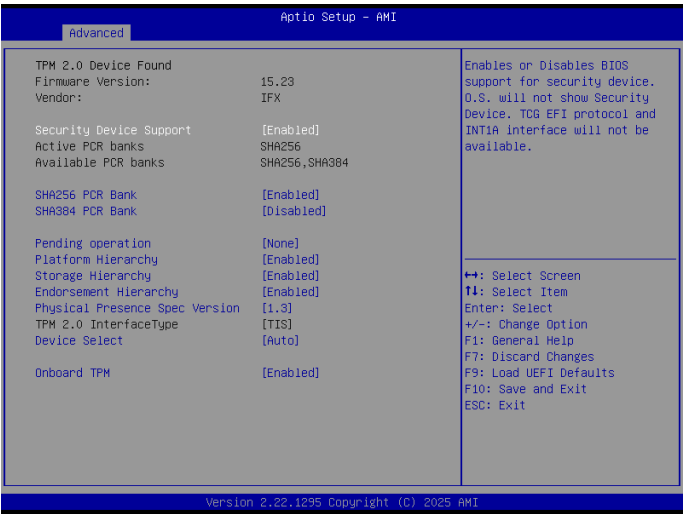 Aptio Setup – AMI
Advanced
TPM 2.0 Device Found
Firmware Version: 15.23
Vendor: IFX
Security Device Support [Enabled]
Active PCR banks SHA256
Available PCR banks SHA256,SHA384
SHA256 PCR Bank [Enabled]
SHA384 PCR Bank [Disabled]
Pending operation [None]
Platform Hierarchy [Enabled]
Storage Hierarchy [Enabled]
Endorsement Hierarchy [Enabled]
Physical Presence Spec Version [1.3]
TPM 2.0 InterfaceType [TIS]
Device Select [Auto]
Onboard TPM [Enabled]
Enables or Disables BIOS
support for security device.
O.S. will not show Security
Device. TCG EFI protocol and
INT1A interface will not be
available.
↔: Select Screen
↑↓: Select Item
Enter: Select
+/-: Change Option
F1: General Help
F7: Discard Changes
F9: Load UEFI Defaults
F10: Save and Exit
ESC: Exit
Version 2.22.1295 Copyright (C) 2025 AMI